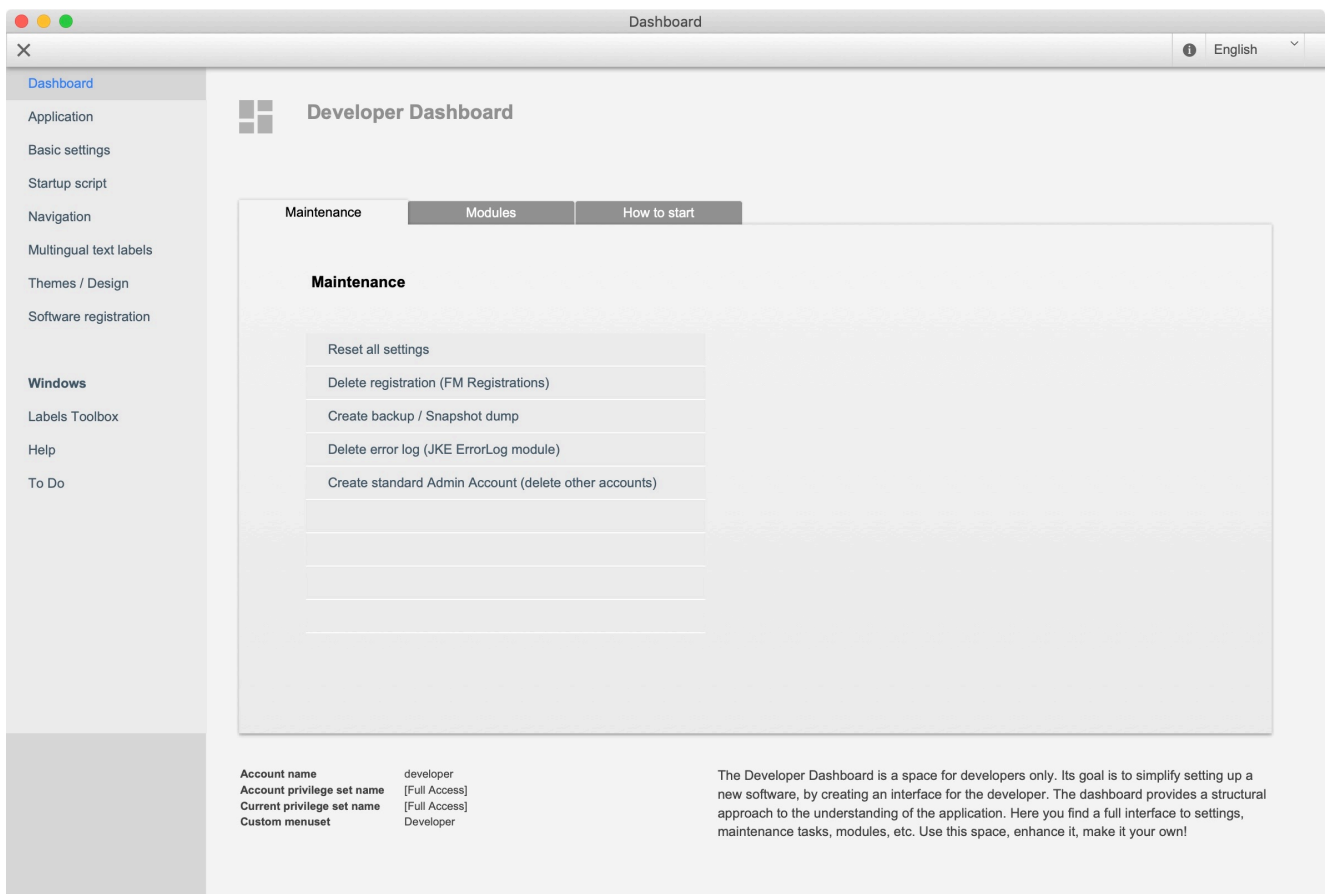 Dashboard
English
Dashboard
Application
Basic settings
Startup script
Navigation
Multingual text labels
Themes / Design
Software registration
Windows
Labels Toolbox
Help
To Do
Developer Dashboard
Maintenance
Modules
How to start
Maintenance
Reset all settings
Delete registration (FM Registrations)
Create backup / Snapshot dump
Delete error log (JKE ErrorLog module)
Create standard Admin Account (delete other accounts)
Account name developer
Account privilege set name [Full Access]
Current privilege set name [Full Access]
Custom menuset Developer
The Developer Dashboard is a space for developers only. Its goal is to simplify setting up a
new software, by creating an interface for the developer. The dashboard provides a structural
approach to the understanding of the application. Here you find a full interface to settings,
maintenance tasks, modules, etc. Use this space, enhance it, make it your own!